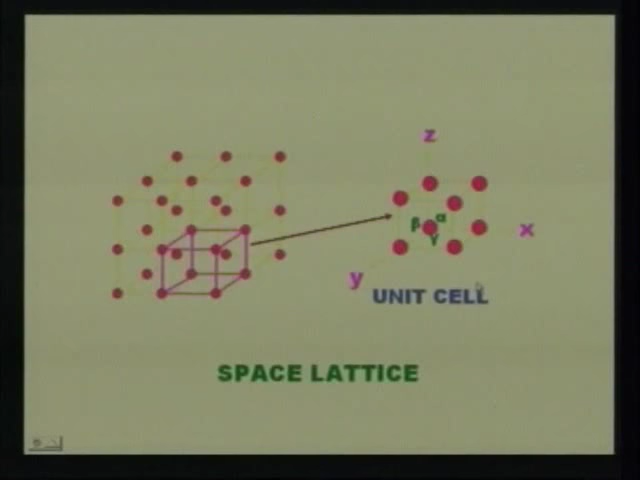 z
β α
γ
x
y
UNIT CELL
SPACE LATTICE